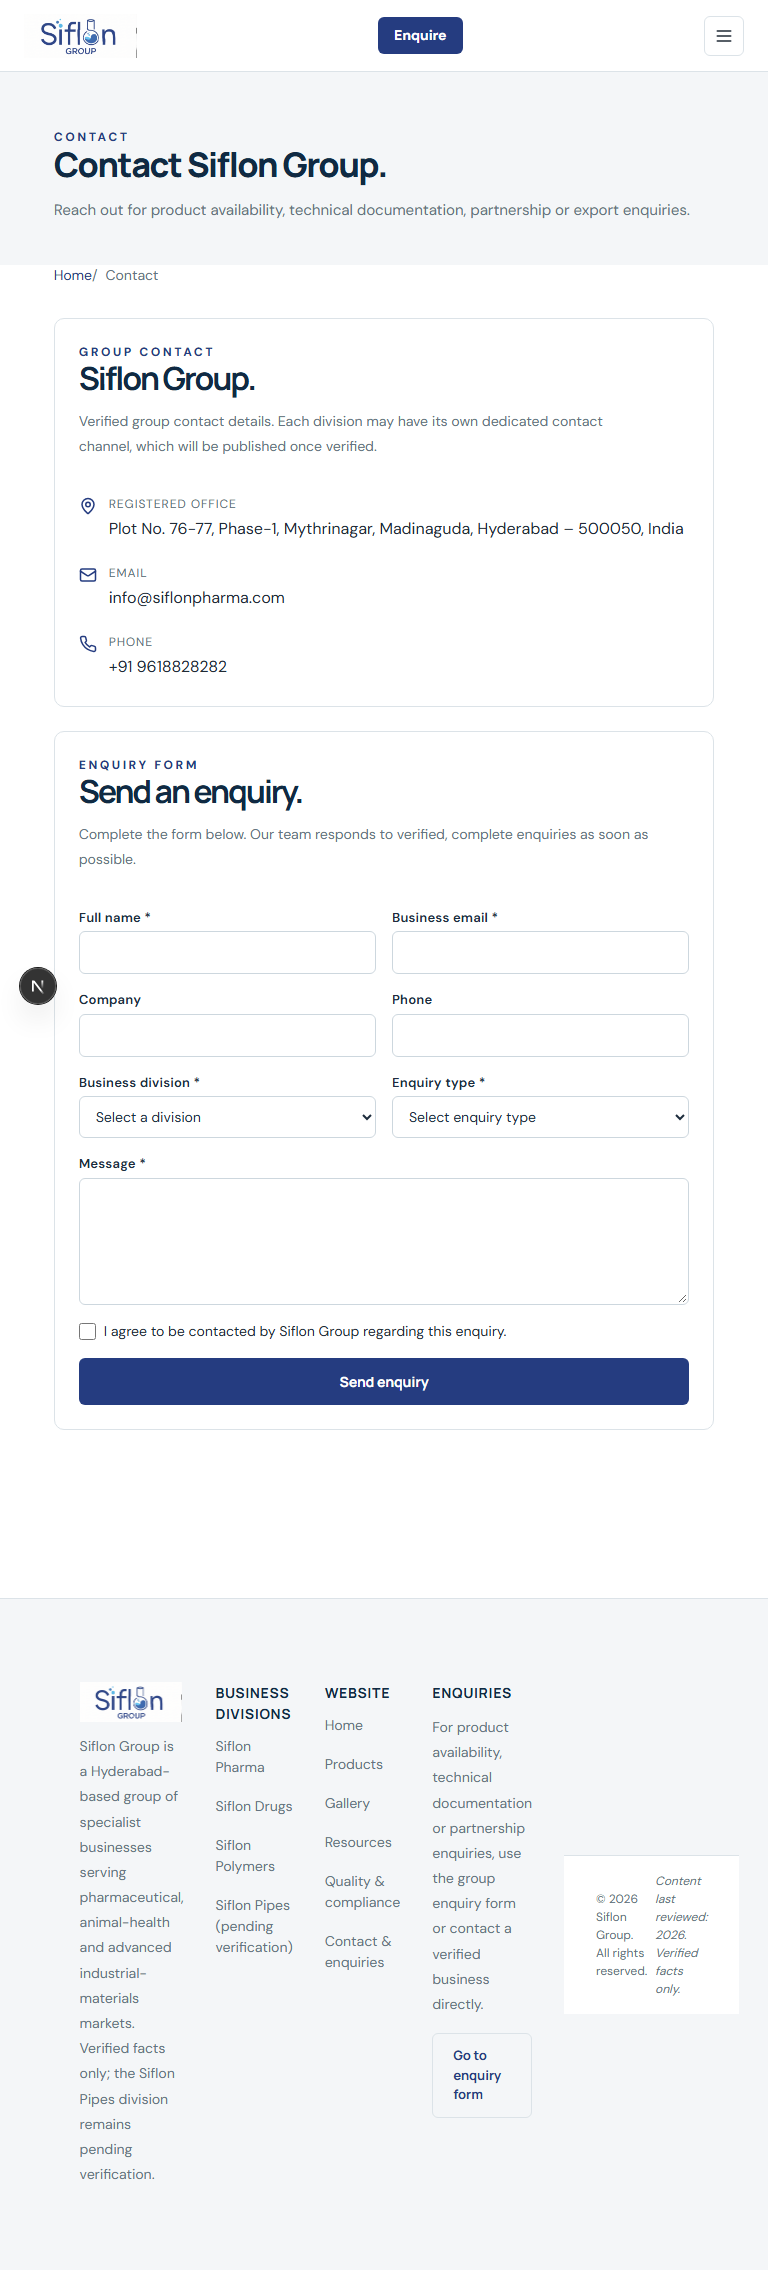 Siflon
GROUP
Enquire
CONTACT
Contact Siflon Group.
Reach out for product availability, technical documentation, partnership or export enquiries.
Home/ Contact
GROUP CONTACT
Siflon Group.
Verified group contact details. Each division may have its own dedicated contact
channel, which will be published once verified.
REGISTERED OFFICE
Plot No. 76-77, Phase-1, Mythrinagar, Madinaguda, Hyderabad – 500050, India
EMAIL
info@siflonpharma.com
PHONE
+91 9618828282
ENQUIRY FORM
Send an enquiry.
Complete the form below. Our team responds to verified, complete enquiries as soon as
possible.
Full name *
Business email *
N
Company
Phone
Business division *
Enquiry type *
Select a division
Select enquiry type
Message *
I agree to be contacted by Siflon Group regarding this enquiry.
Send enquiry
Siflon
GROUP
Siflon Group is
a Hyderabad-
based group of
specialist
businesses
serving
pharmaceutical,
animal-health
and advanced
industrial-
materials
markets.
Verified facts
only; the Siflon
Pipes division
remains
pending
verification.
BUSINESS
DIVISIONS
Siflon
Pharma
Siflon Drugs
Siflon
Polymers
Siflon Pipes
(pending
verification)
WEBSITE
Home
Products
Gallery
Resources
Quality &
compliance
Contact &
enquiries
ENQUIRIES
For product
availability,
technical
documentation
or partnership
enquiries, use
the group
enquiry form
or contact a
verified
business
directly.
Go to
enquiry
form
© 2026
Siflon
Group.
All rights
reserved.
Content
last
reviewed:
2026.
Verified
facts
only.